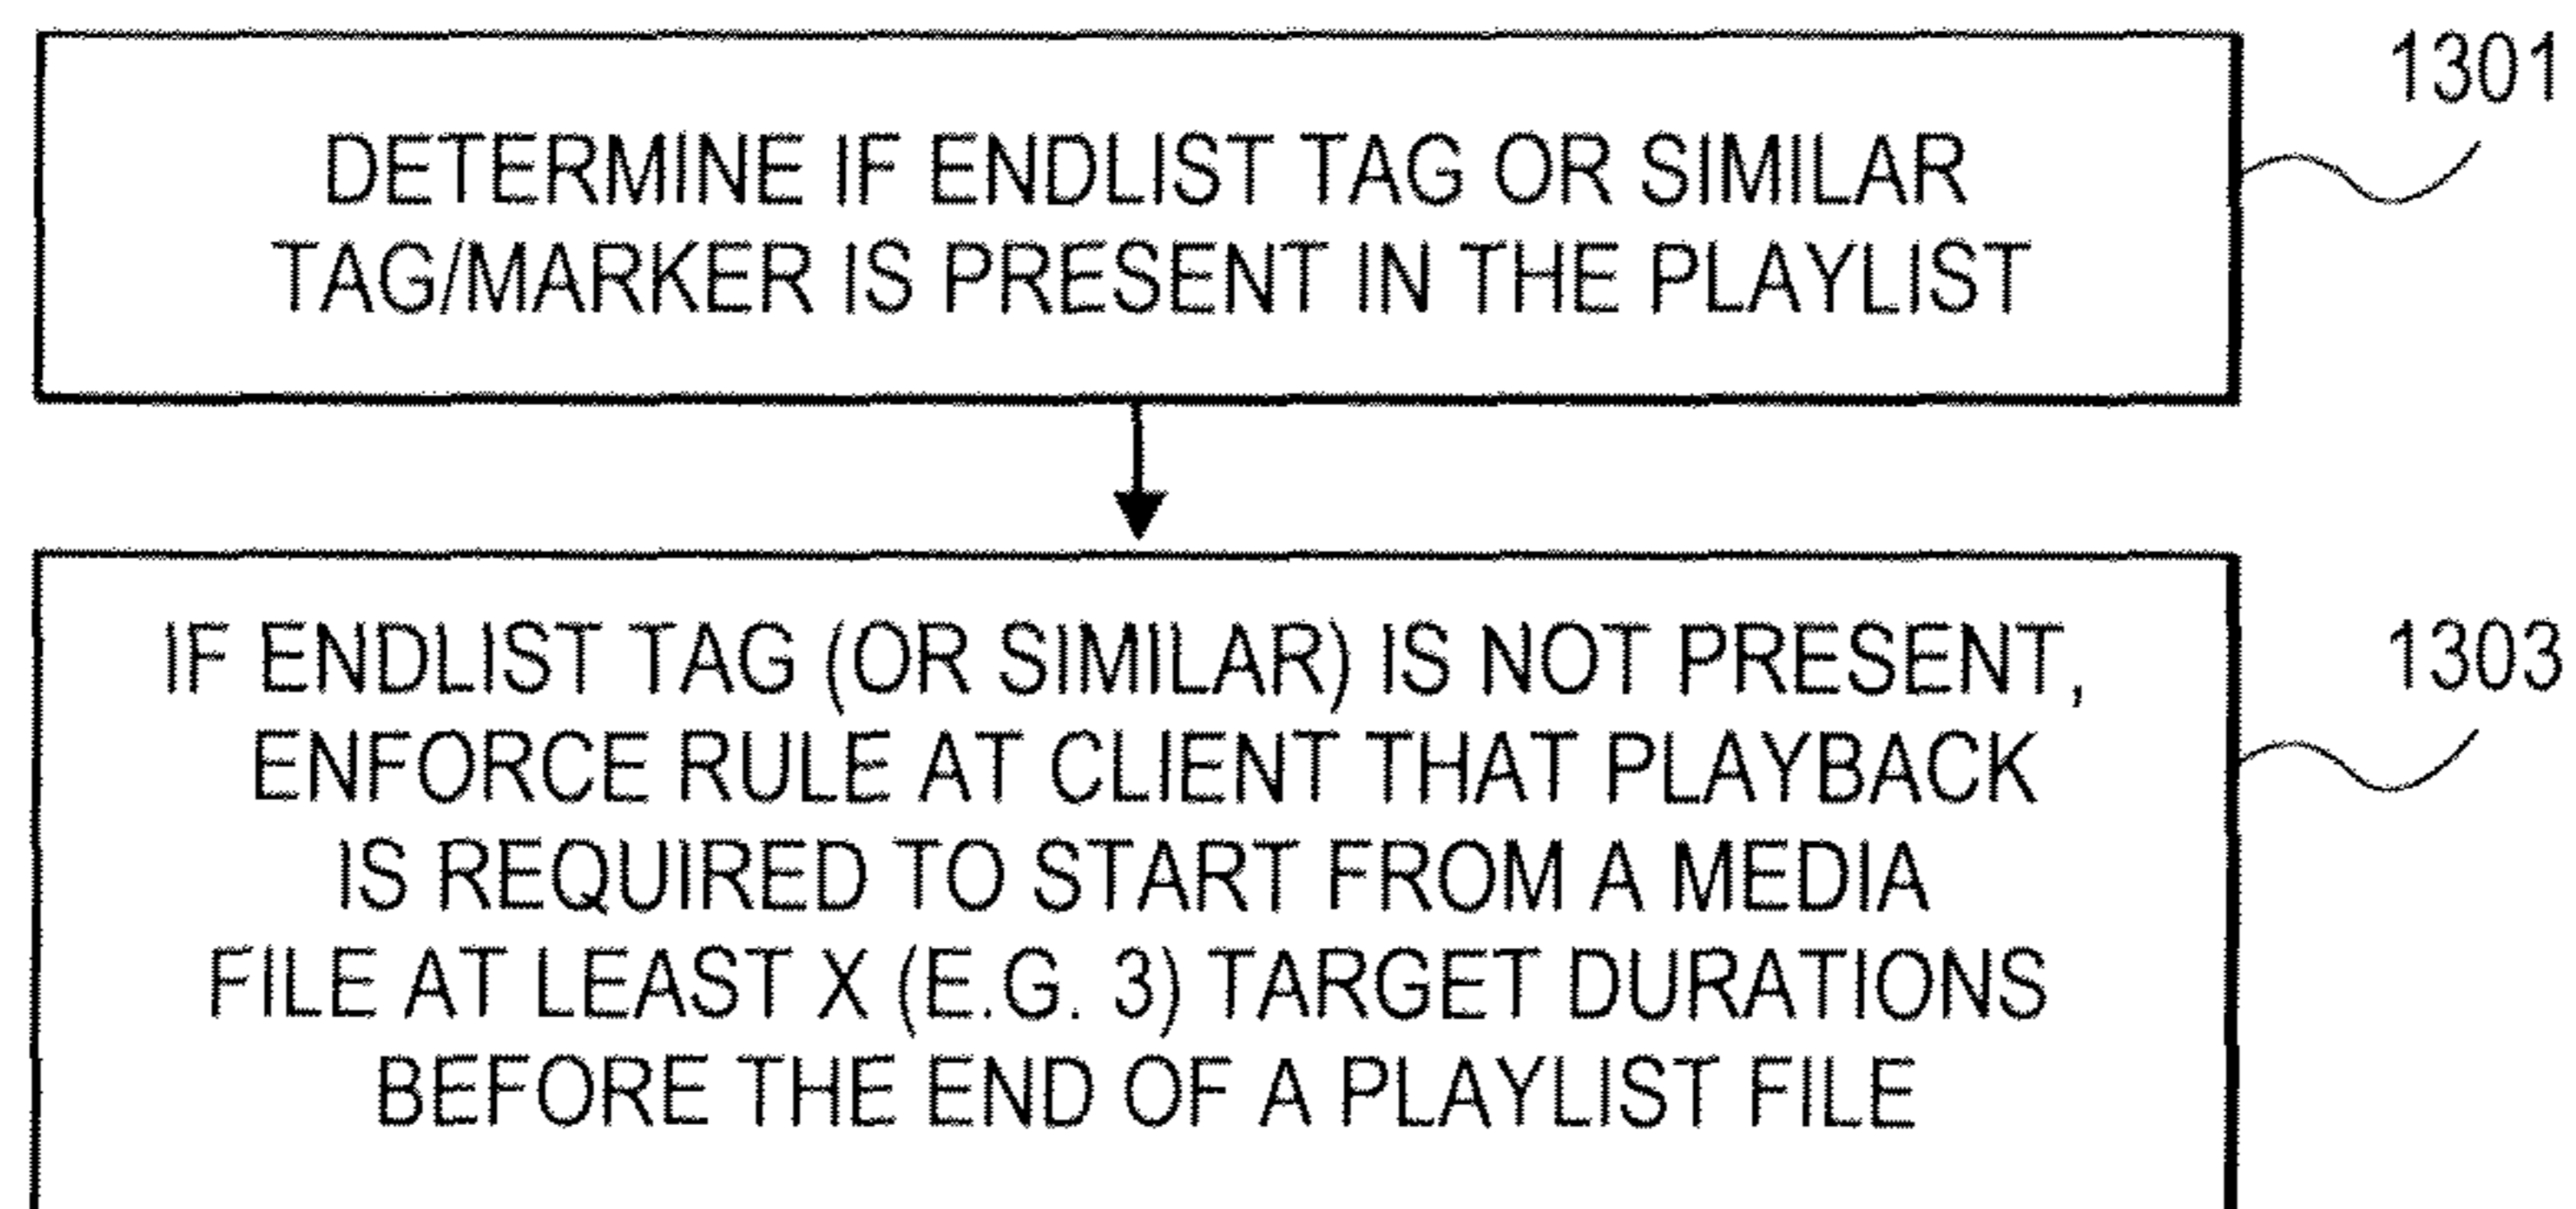 1301
DETERMINE IF ENDLIST TAG OR SIMILAR
TAG/MARKER IS PRESENT IN THE PLAYLIST
1303
IF ENDLIST TAG (OR SIMILAR) IS NOT PRESENT,
ENFORCE RULE AT CLIENT THAT PLAYBACK
IS REQUIRED TO START FROM A MEDIA
FILE AT LEAST X (E.G. 3) TARGET DURATIONS
BEFORE THE END OF A PLAYLIST FILE